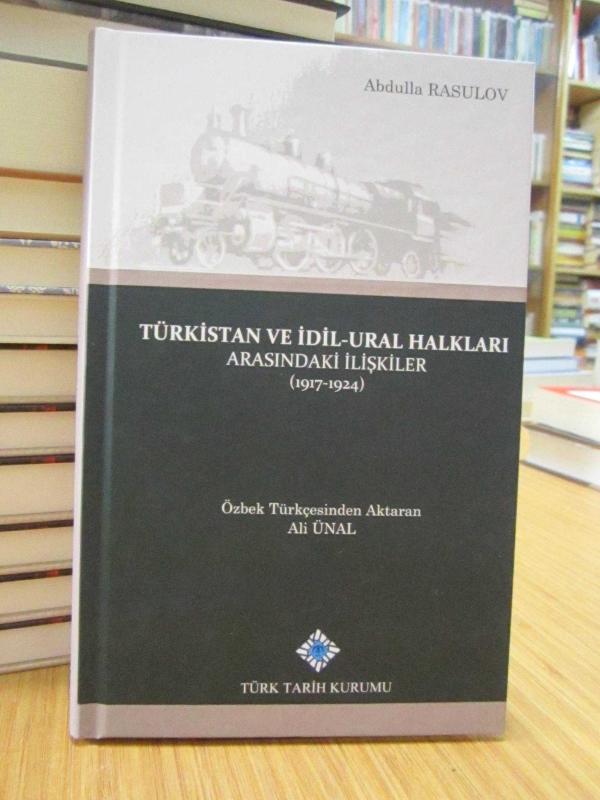 Abdulla RASULOV
TÜRKİSTAN VE İDİL-URAL HALKLARI
ARASINDAKİ İLİŞKİLER
(1917-1924)
Özbek Türkçesinden Aktaran
Ali ÜNAL
TÜRK TARİH KURUMU